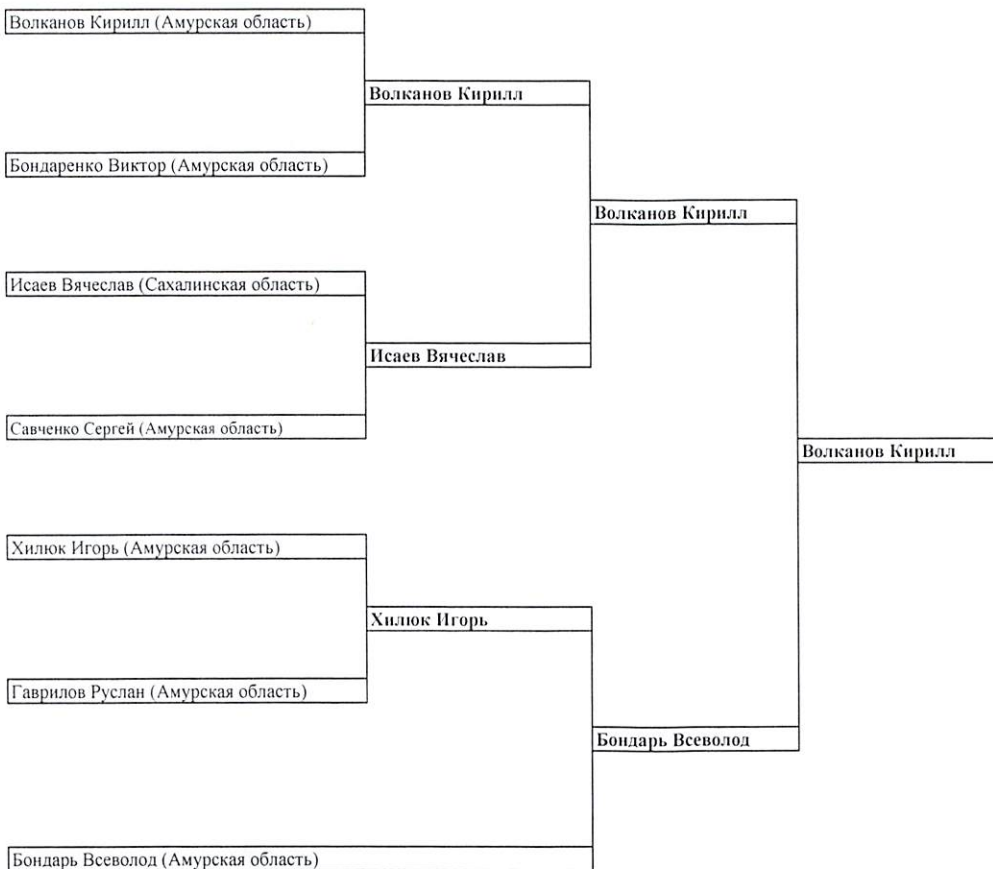 Волканов Кирилл (Амурская область)
Волканов Кирилл
Бондаренко Виктор (Амурская область)
Волканов Кирилл
Исаев Вячеслав (Сахалинская область)
Исаев Вячеслав
Савченко Сергей (Амурская область)
Волканов Кирилл
Хилюк Игорь (Амурская область)
Хилюк Игорь
Гаврилов Руслан (Амурская область)
Бондарь Всеволод
Бондарь Всеволод (Амурская область)